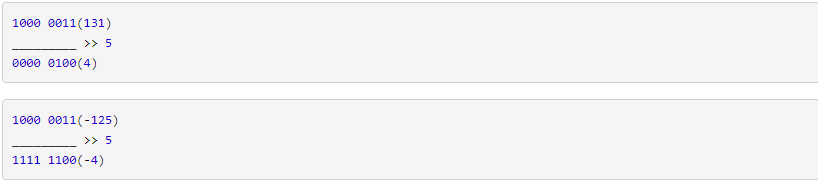 1000 0011(131)
_________ >> 5
0000 0100(4)
1000 0011(-125)
_________ >> 5
1111 1100(-4)